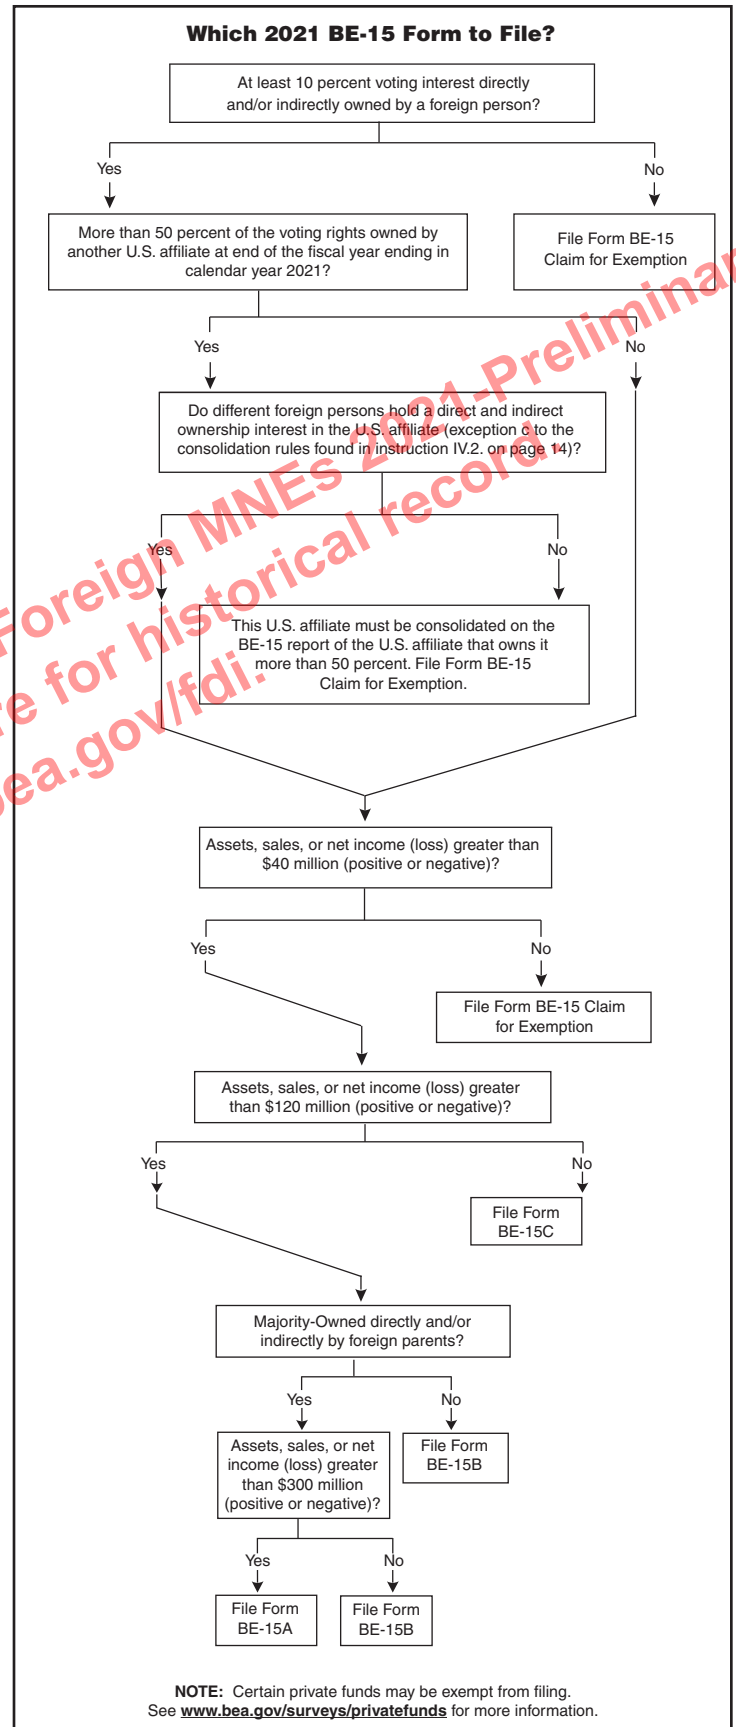 Which 2021 BE-15 Form to File?
At least 10 percent voting interest directly
and/or indirectly owned by a foreign person?
Yes
No
More than 50 percent of the voting rights owned by
another U.S. affiliate at end of the fiscal year ending in
calendar year 2021?
File Form BE-15
Claim for Exemption
Yes
No
Do different foreign persons hold a direct and indirect
ownership interest in the U.S. affiliate (exception c to the
consolidation rules found in instruction IV.2. on page 14)?
Yes
No
This U.S. affiliate must be consolidated on the
BE-15 report of the U.S. affiliate that owns it
more than 50 percent. File Form BE-15
Claim for Exemption.
Assets, sales, or net income (loss) greater than
$40 million (positive or negative)?
Yes
No
File Form BE-15 Claim
for Exemption
Assets, sales, or net income (loss) greater
than $120 million (positive or negative)?
Yes
No
File Form
BE-15C
Majority-Owned directly and/or
indirectly by foreign parents?
Yes
No
Assets, sales, or net
income (loss) greater
than $300 million
(positive or negative)?
File Form
BE-15B
Yes
No
File Form
BE-15A
File Form
BE-15B
NOTE: Certain private funds may be exempt from filing.
See www.bea.gov/surveys/privatefunds for more information.
Foreign MNEs 2021-Preliminar
re for historical record.
bea.gov/fdi.